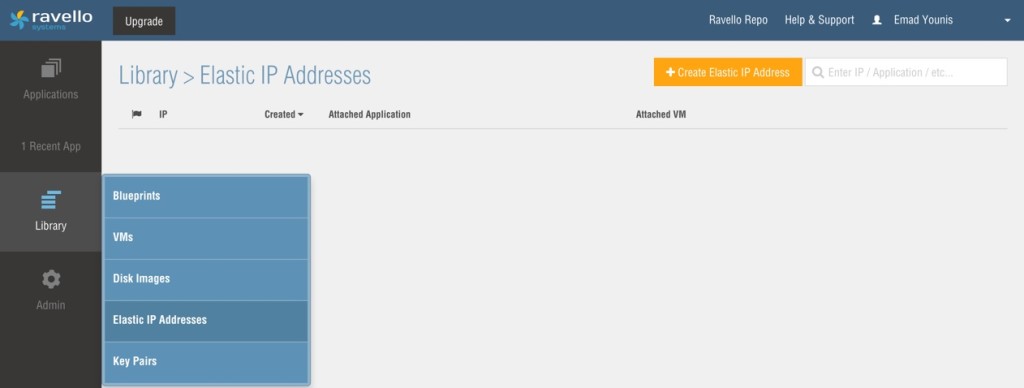 ravello
systems
Upgrade
Ravello Repo
Help & Support
Emad Younis
Applications
1 Recent App
Library
Admin
Library > Elastic IP Addresses
+ Create Elastic IP Address
Enter IP / Application / etc...
IP
Created
Attached Application
Attached VM
Blueprints
VMs
Disk Images
Elastic IP Addresses
Key Pairs